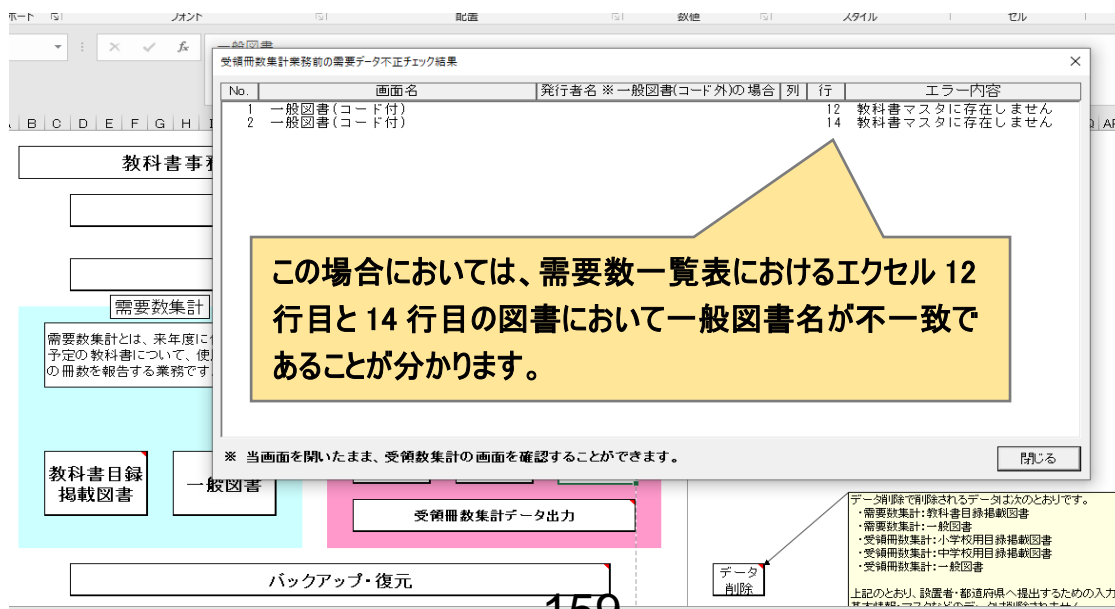 ボード フォント 配置 数値 スタイル セル
fx 一般図書
受領冊数集計業務前の需要データ不正チェック結果 ×
No. 画面名 発行者名 ※一般図書(コード外)の場合 列 行 エラー内容
1 一般図書(コード付) 12 教科書マスタに存在しません
2 一般図書(コード付) 14 教科書マスタに存在しません
B C D E F G H
教科書事
この場合においては、需要数一覧表におけるエクセル 12
行目と 14 行目の図書において一般図書名が不一致で
あることが分かります。
需要数集計
需要数集計とは、来年度に
予定の教科書について、使
の冊数を報告する業務です
※ 当画面を開いたまま、受領数集計の画面を確認することができます。
閉じる
教科書目録
掲載図書
一般図書
受領冊数集計データ出力
バックアップ・復元
データ
削除
データ削除で削除されるデータは次のとおりです。
・需要数集計:教科書目録掲載図書
・需要数集計:一般図書
・受領冊数集計:小学校用目録掲載図書
・受領冊数集計:中学校用目録掲載図書
・受領冊数集計:一般図書
上記のとおり、設置者・都道府県へ提出するための入力
159